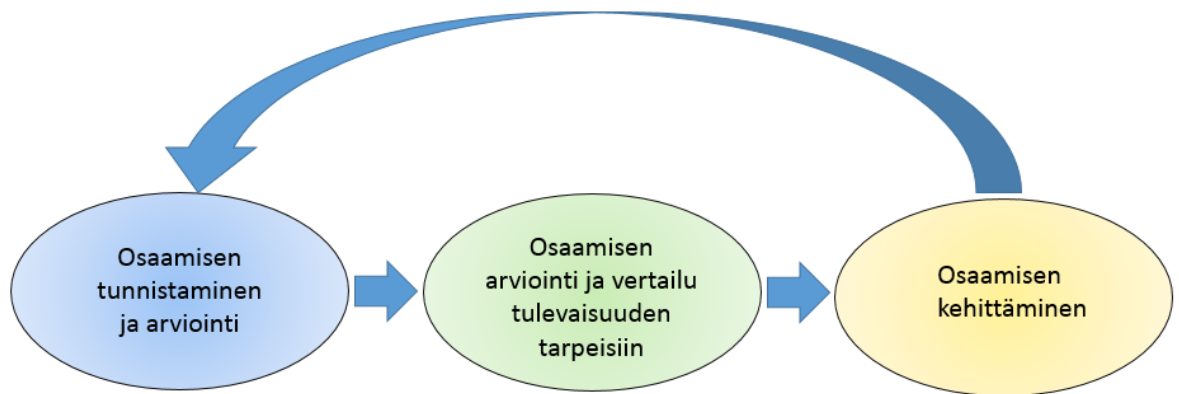 Osaamisen
tunnistaminen
ja arviointi
Osaamisen
arviointi ja vertailu
tulevaisuuden
tarpeisiin
Osaamisen
kehittäminen